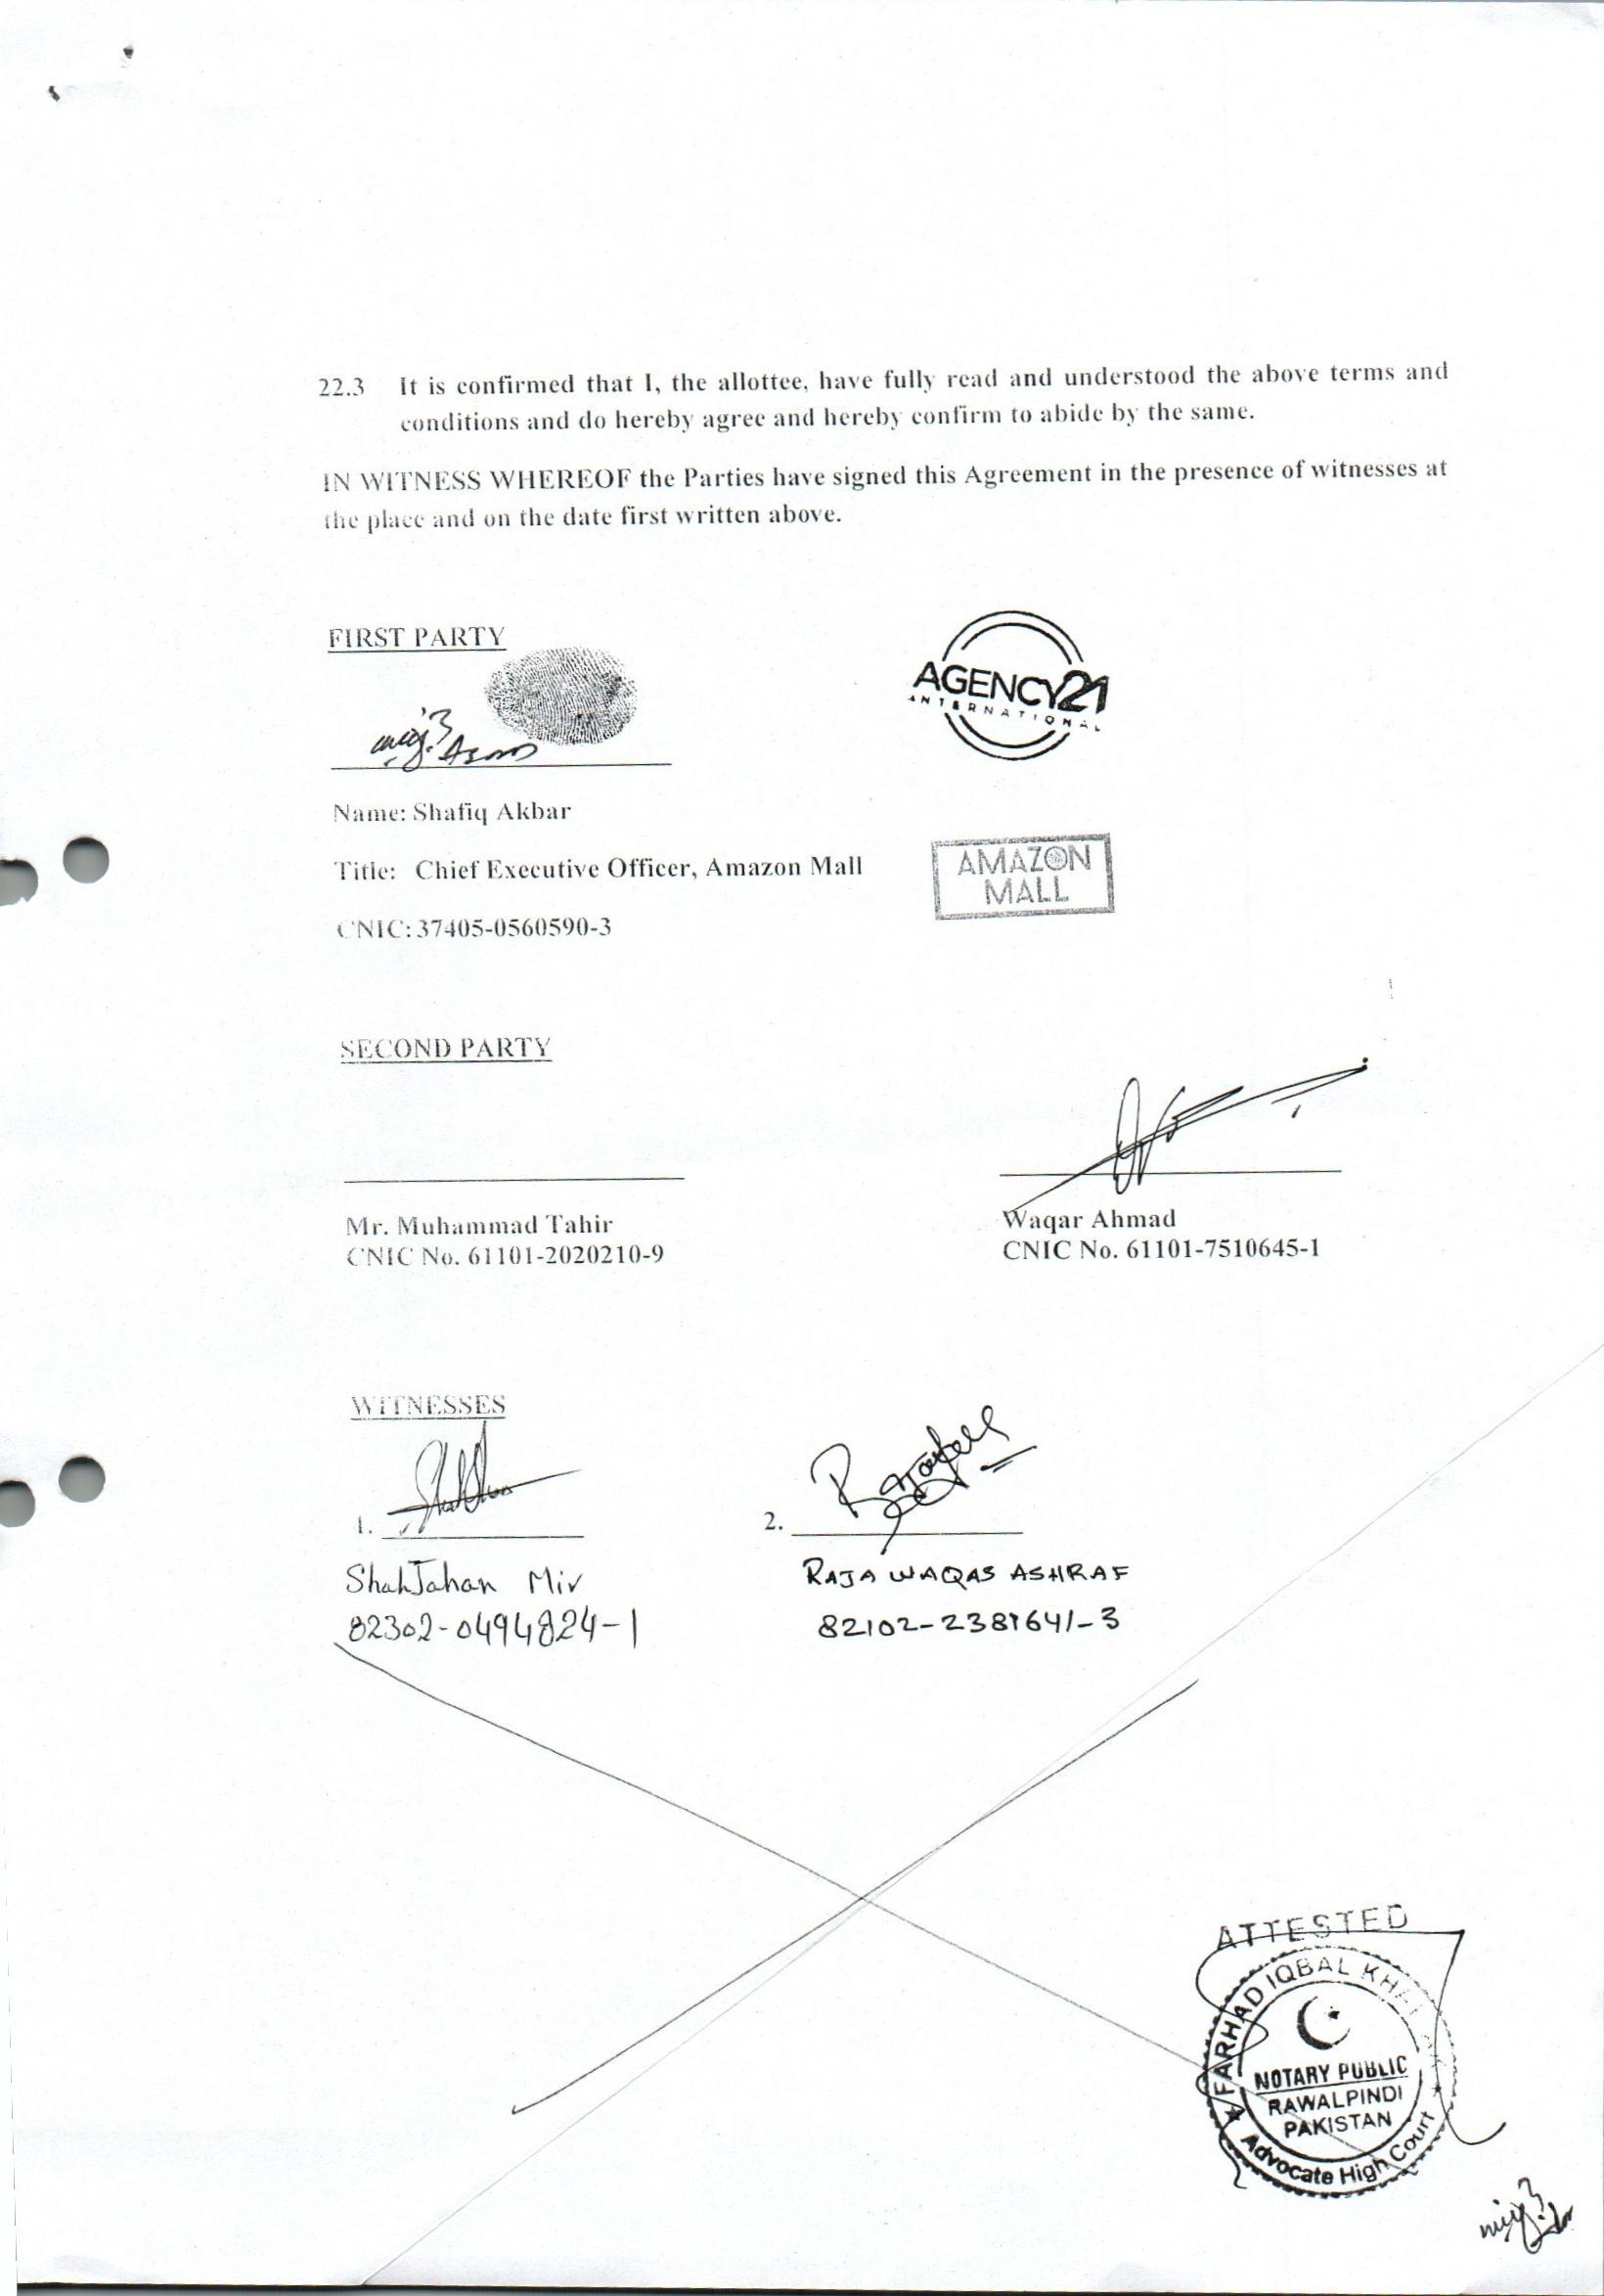 22.3 It is confirmed that I, the allottee, have fully read and understood the above terms and
conditions and do hereby agree and hereby confirm to abide by the same.
IN WITNESS WHEREOF the Parties have signed this Agreement in the presence of witnesses at
the place and on the date first written above.
FIRST PARTY
AGENCY21
INTERNATIONAL
Name: Shafiq Akbar
Title: Chief Executive Officer, Amazon Mall
CNIC: 37405-0560590-3
AMAZON
MALL
SECOND PARTY
Mr. Muhammad Tahir
CNIC No. 61101-2020210-9
Waqar Ahmad
CNIC No. 61101-7510645-1
WITNESSES
1.
2.
ShahJahan Mir
82302-0494824-1
RAJA WAQAS ASHRAF
82102-2381641-3
ATTESTED
FARHAD IQBAL
NOTARY PUBLIC
RAWALPINDI
PAKISTAN
Advocate High Court